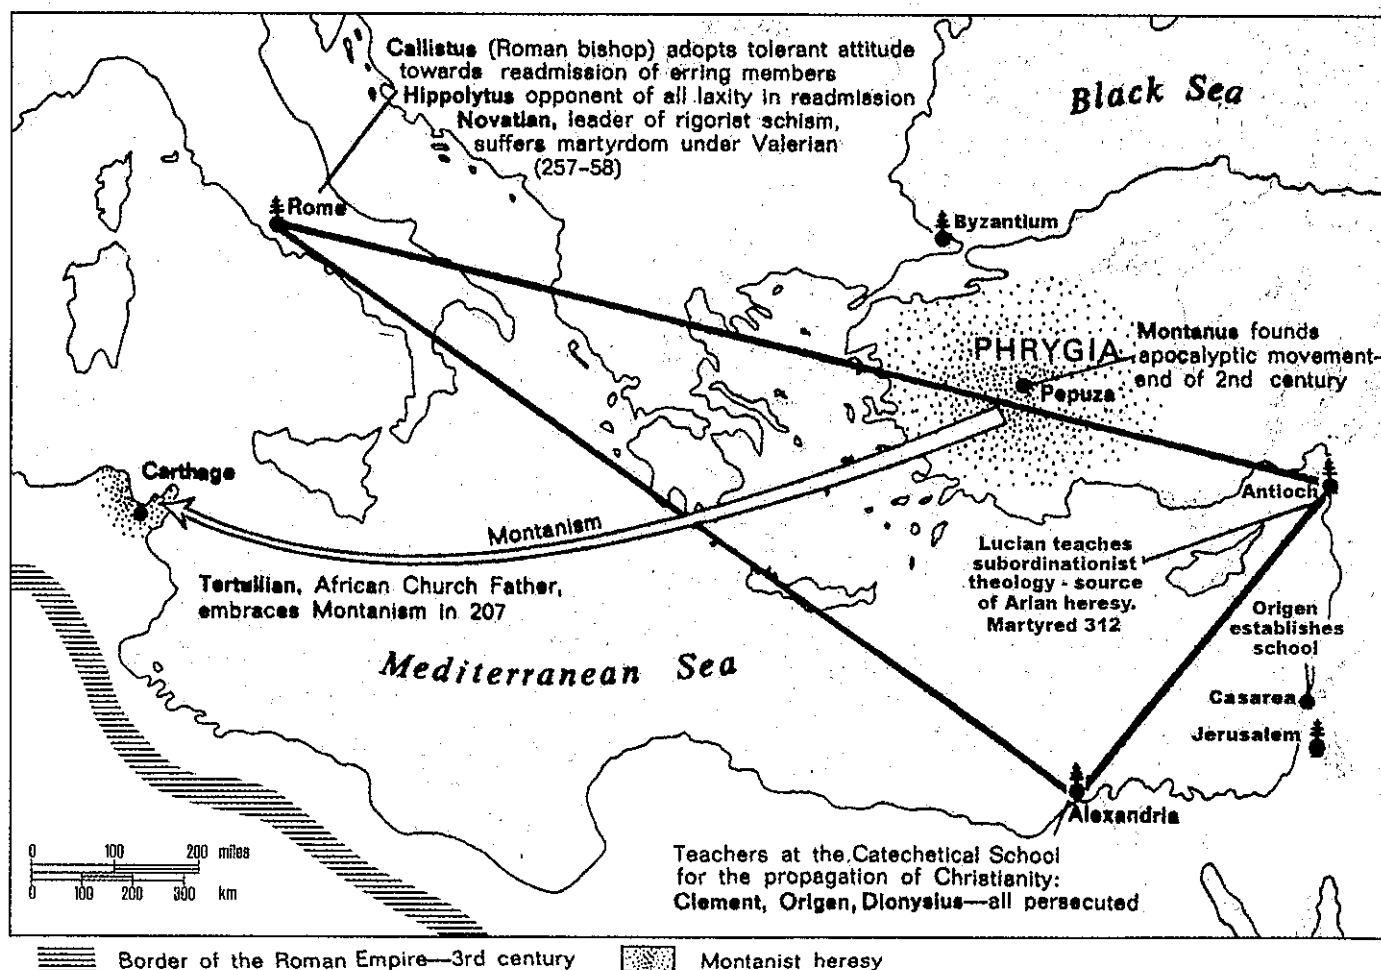 Callistus (Roman bishop) adopts tolerant attitude
towards readmission of erring members
Hippolytus opponent of all laxity in readmission
Novatian, leader of rigorist schism,
suffers martyrdom under Valerian
(257-58)
Black Sea
Rome
Byzantium
PHRYGIA
Montanus founds
apocalyptic movement-
end of 2nd century
Pepuza
Carthage
Antioch
Montanism
Lucian teaches
subordinationist
theology - source
of Arian heresy.
Martyred 312
Tertullian, African Church Father,
embraces Montanism in 207
Origen
establishes
school
Mediterranean Sea
Casarea
Jerusalem
Alexandria
Teachers at the Catechetical School
for the propagation of Christianity:
Clement, Origen, Dionysius—all persecuted
0 100 200 miles
0 100 200 300 km
Border of the Roman Empire—3rd century
Montanist heresy